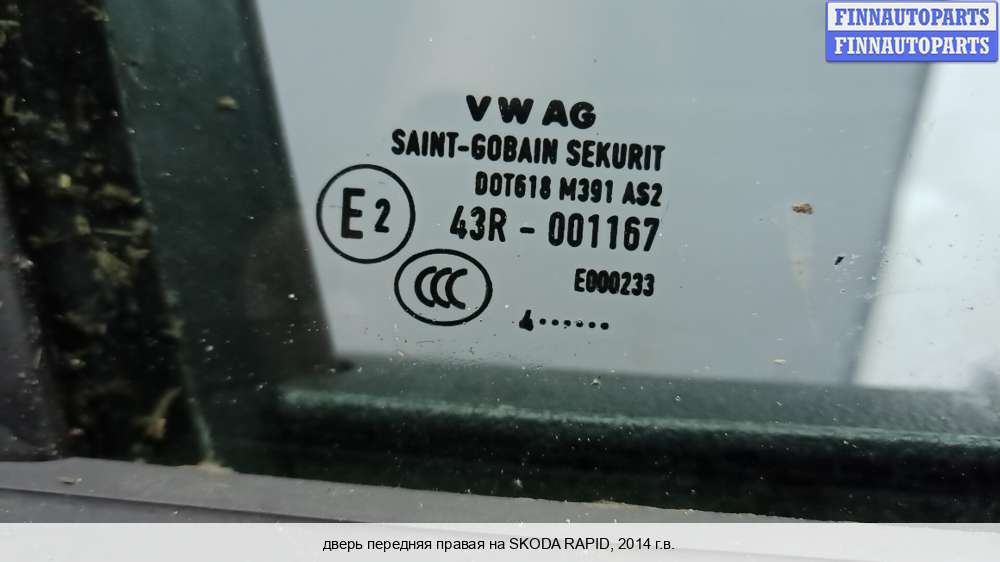 FINNAUTOPARTS
FINNAUTOPARTS
VW AG
SAINT-GOBAIN SEKURIT
DOT618 M391 AS2
E2 43R - 001167
CCC E000233
4••••••
дверь передняя правая на SKODA RAPID, 2014 г.в.